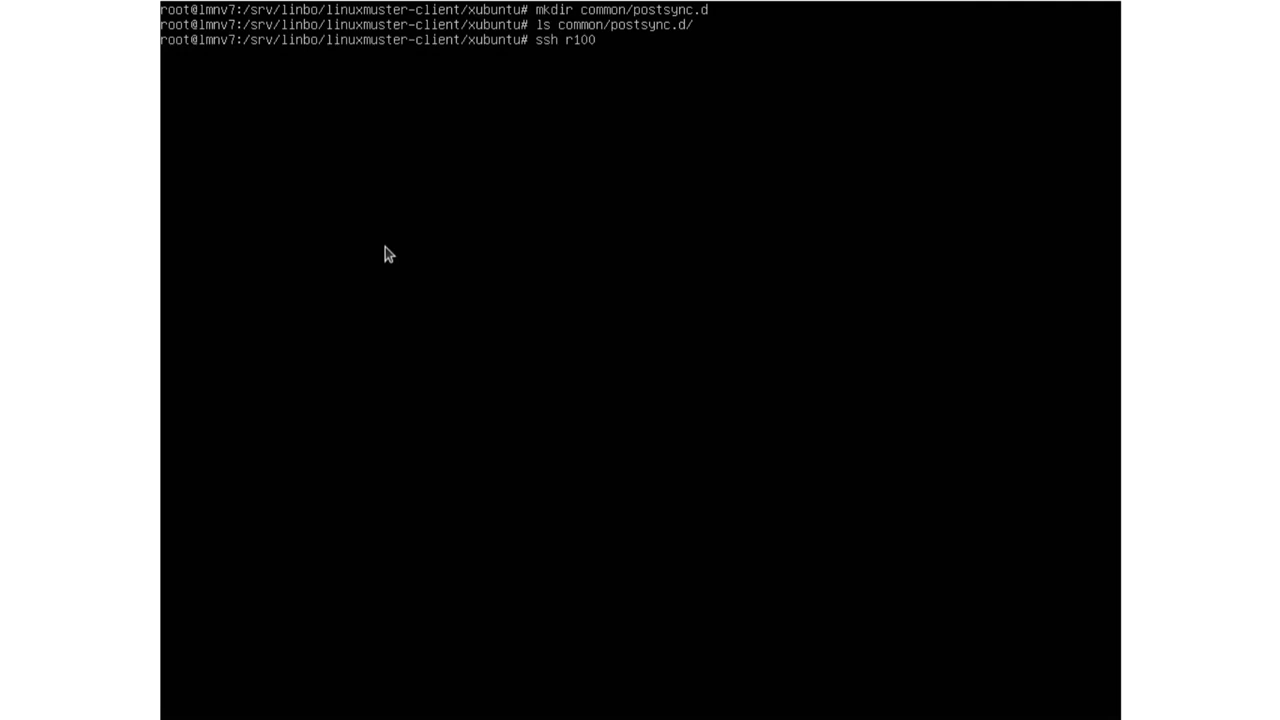 root@lmnv7:/srv/linbo/linuxmuster-client/xubuntu# mkdir common/postsync.d
root@lmnv7:/srv/linbo/linuxmuster-client/xubuntu# ls common/postsync.d/
root@lmnv7:/srv/linbo/linuxmuster-client/xubuntu# ssh r100